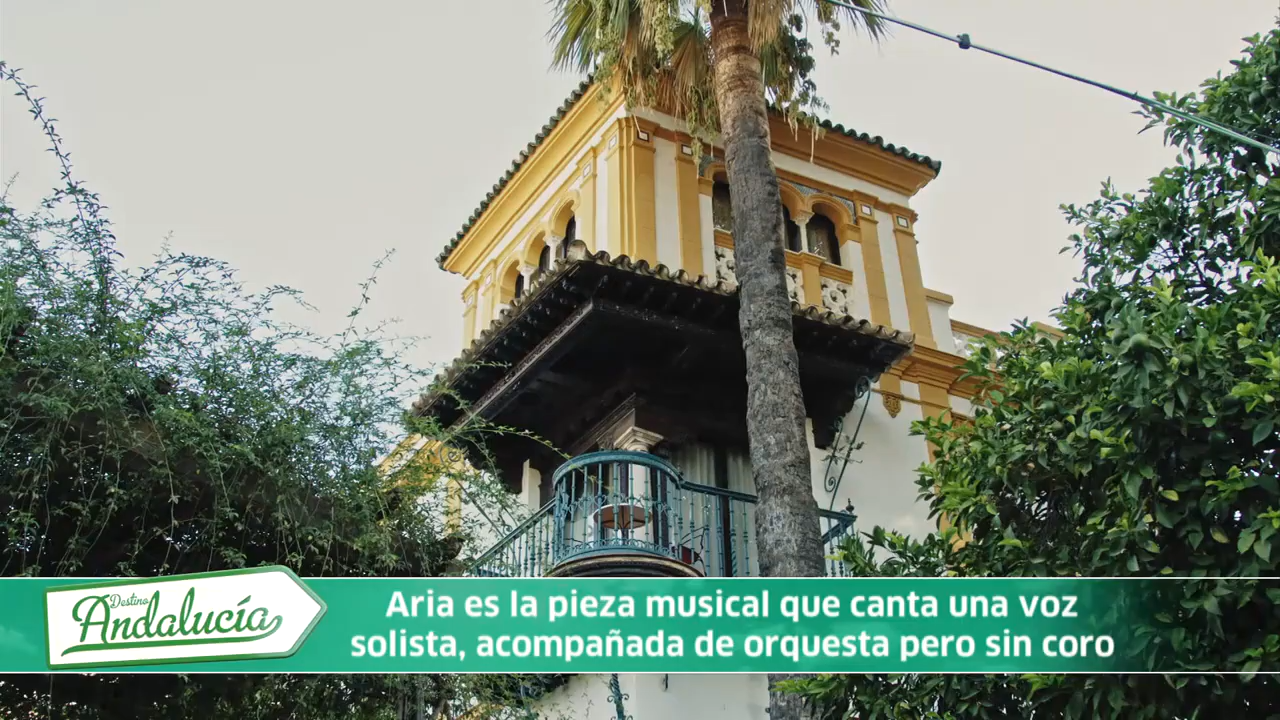 Destino
Andalucía
Aria es la pieza musical que canta una voz
solista, acompañada de orquesta pero sin coro